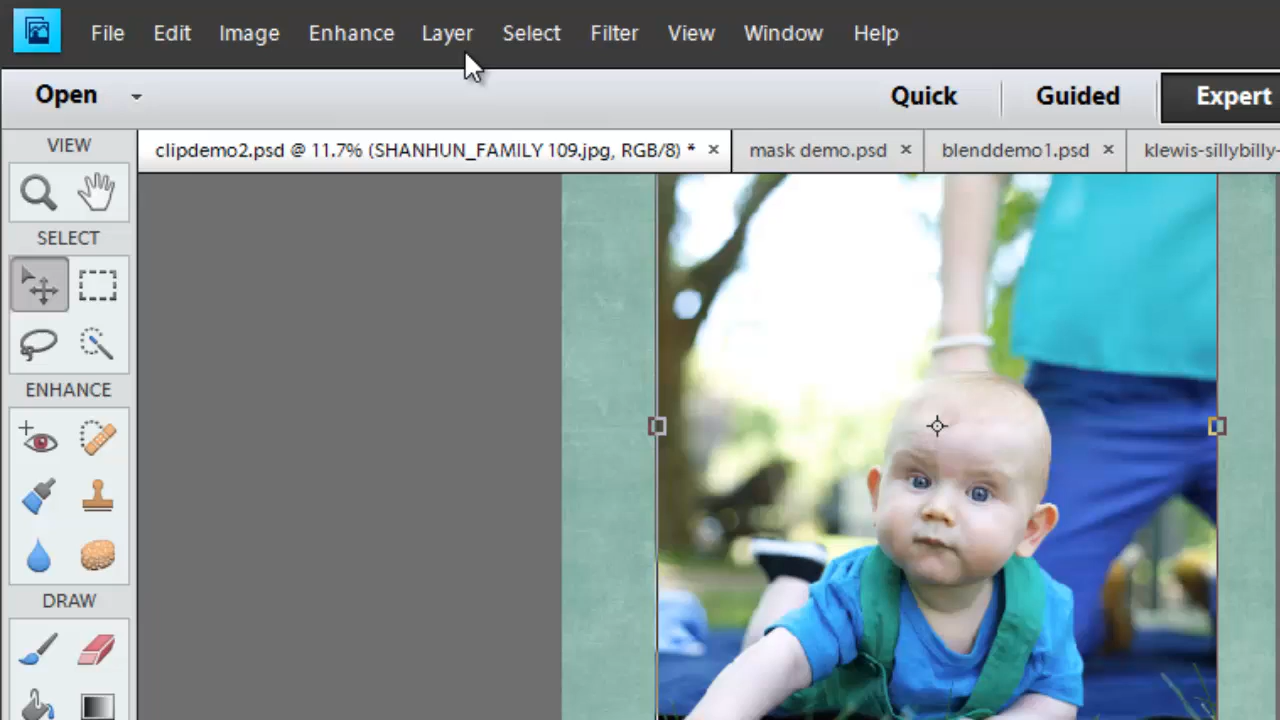 File Edit Image Enhance Layer Select Filter View Window Help
Open Quick Guided Expert
VIEW
clipdemo2.psd @ 11.7% (SHANHUN_FAMILY 109.jpg, RGB/8) * × mask demo.psd × blenddemo1.psd × klewis-sillybilly-
SELECT
ENHANCE
DRAW